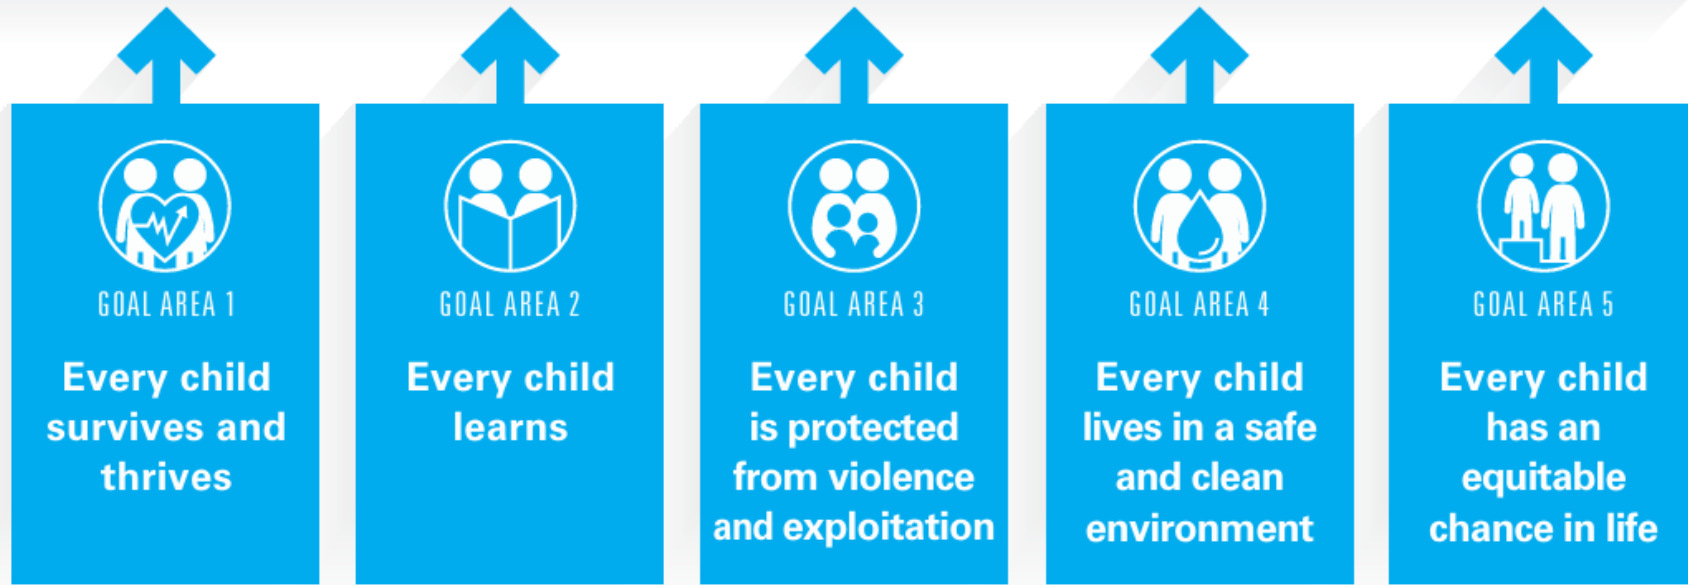 GOAL AREA 1
Every child
survives and
thrives
GOAL AREA 2
Every child
learns
GOAL AREA 3
Every child
is protected
from violence
and exploitation
GOAL AREA 4
Every child
lives in a safe
and clean
environment
GOAL AREA 5
Every child
has an
equitable
chance in life